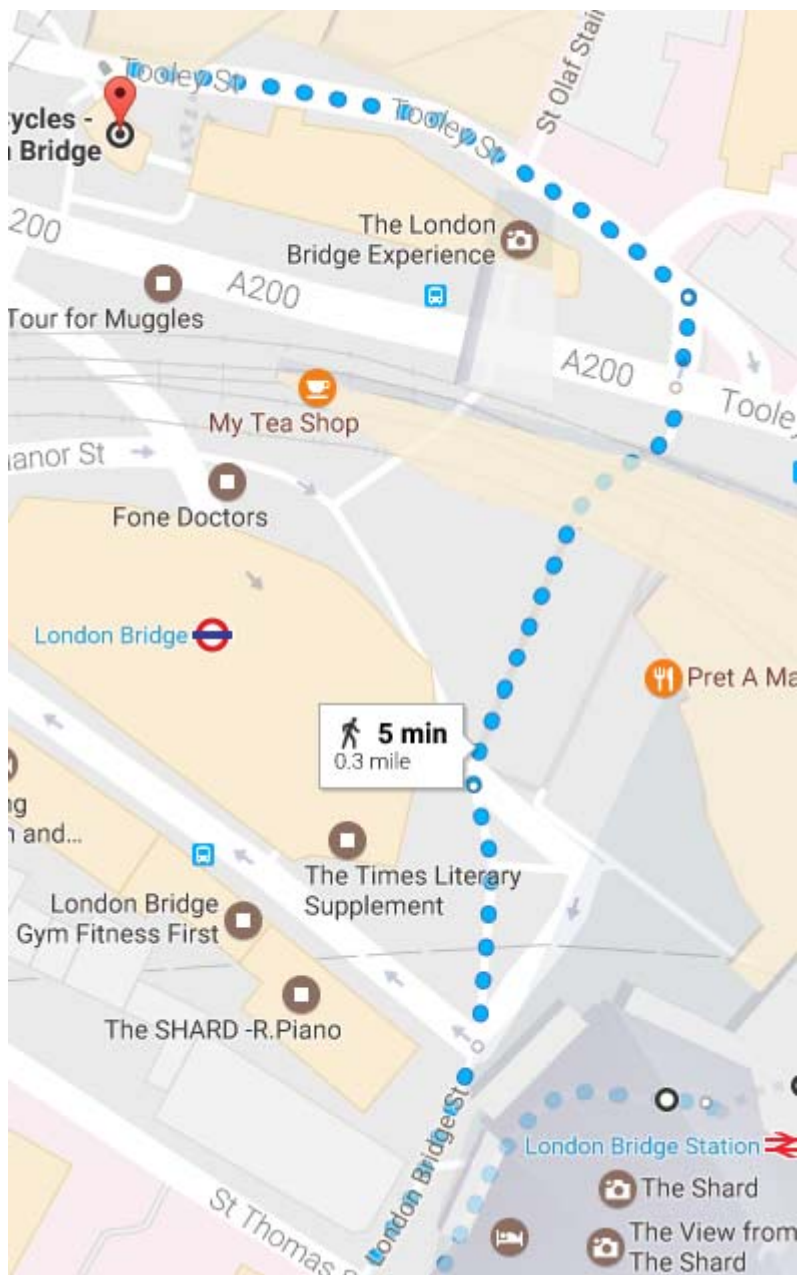 Tooley St
Tooley St
St Olaf Stair
ycles -
Bridge
200
The London
Bridge Experience
A200
Tour for Muggles
A200
Tooley
My Tea Shop
anor St
Fone Doctors
London Bridge
Pret A Ma
5 min
0.3 mile
ng
and...
The Times Literary
Supplement
London Bridge
Gym Fitness First
The SHARD -R.Piano
London Bridge St
London Bridge Station
St Thomas S
The Shard
The View from
The Shard